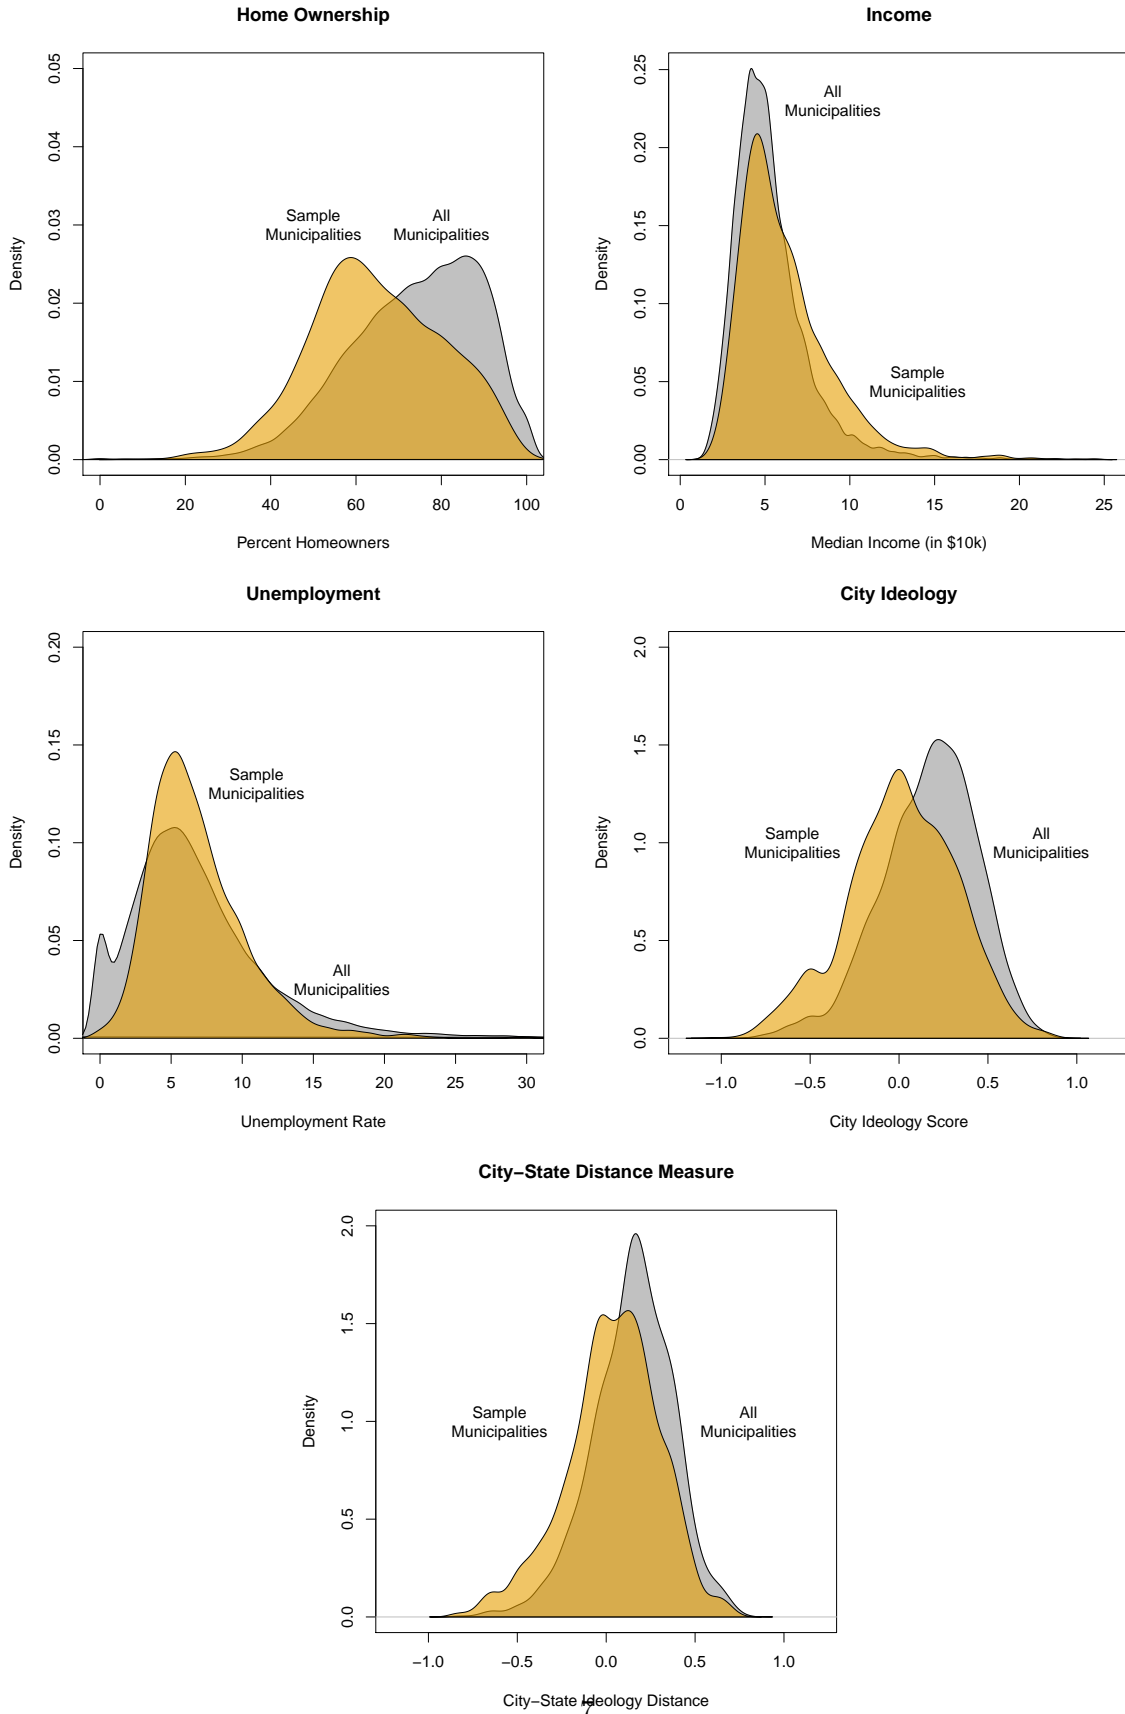 Home Ownership
0.05
0.04
0.03
0.02
0.01
0.00
Density
Sample
Municipalities
All
Municipalities
0
20
40
60
80
100
Percent Homeowners
Income
0.25
0.20
0.15
0.10
0.05
0.00
Density
All
Municipalities
Sample
Municipalities
0
5
10
15
20
25
Median Income (in $10k)
Unemployment
0.20
0.15
0.10
0.05
0.00
Density
Sample
Municipalities
All
Municipalities
0
5
10
15
20
25
30
Unemployment Rate
City Ideology
2.0
1.5
1.0
0.5
0.0
Density
Sample
Municipalities
All
Municipalities
−1.0
−0.5
0.0
0.5
1.0
City Ideology Score
City−State Distance Measure
2.0
1.5
1.0
0.5
0.0
Density
Sample
Municipalities
All
Municipalities
−1.0
−0.5
0.0
0.5
1.0
City−State Ideology Distance
7